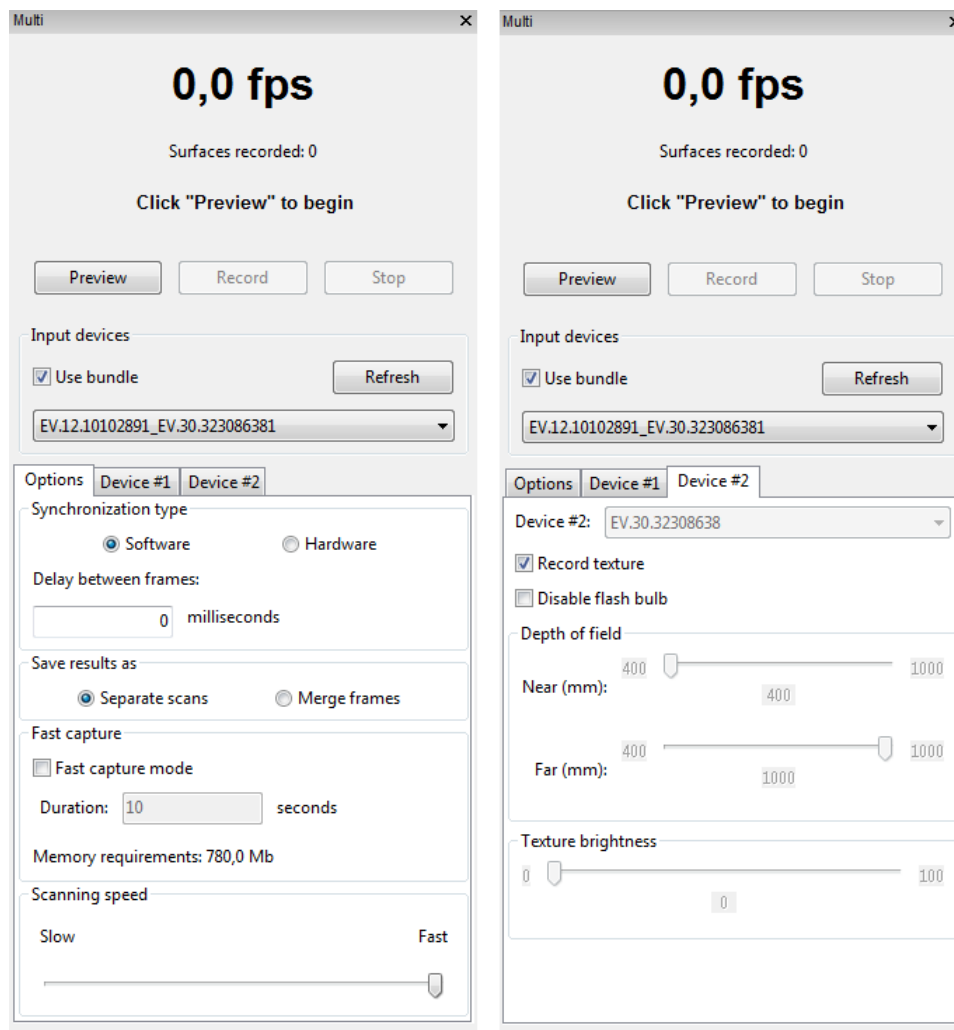 Multi
0,0 fps
Surfaces recorded: 0
Click "Preview" to begin
Preview Record Stop
Input devices
Use bundle Refresh
EV.12.10102891_EV.30.323086381
Options Device #1 Device #2
Synchronization type
Software Hardware
Delay between frames:
0 milliseconds
Save results as
Separate scans Merge frames
Fast capture
Fast capture mode
Duration: 10 seconds
Memory requirements: 780,0 Mb
Scanning speed
Slow Fast
Multi
0,0 fps
Surfaces recorded: 0
Click "Preview" to begin
Preview Record Stop
Input devices
Use bundle Refresh
EV.12.10102891_EV.30.323086381
Options Device #1 Device #2
Device #2: EV.30.32308638
Record texture
Disable flash bulb
Depth of field
Near (mm): 400 1000
400
Far (mm): 400 1000
1000
Texture brightness
0 100
0